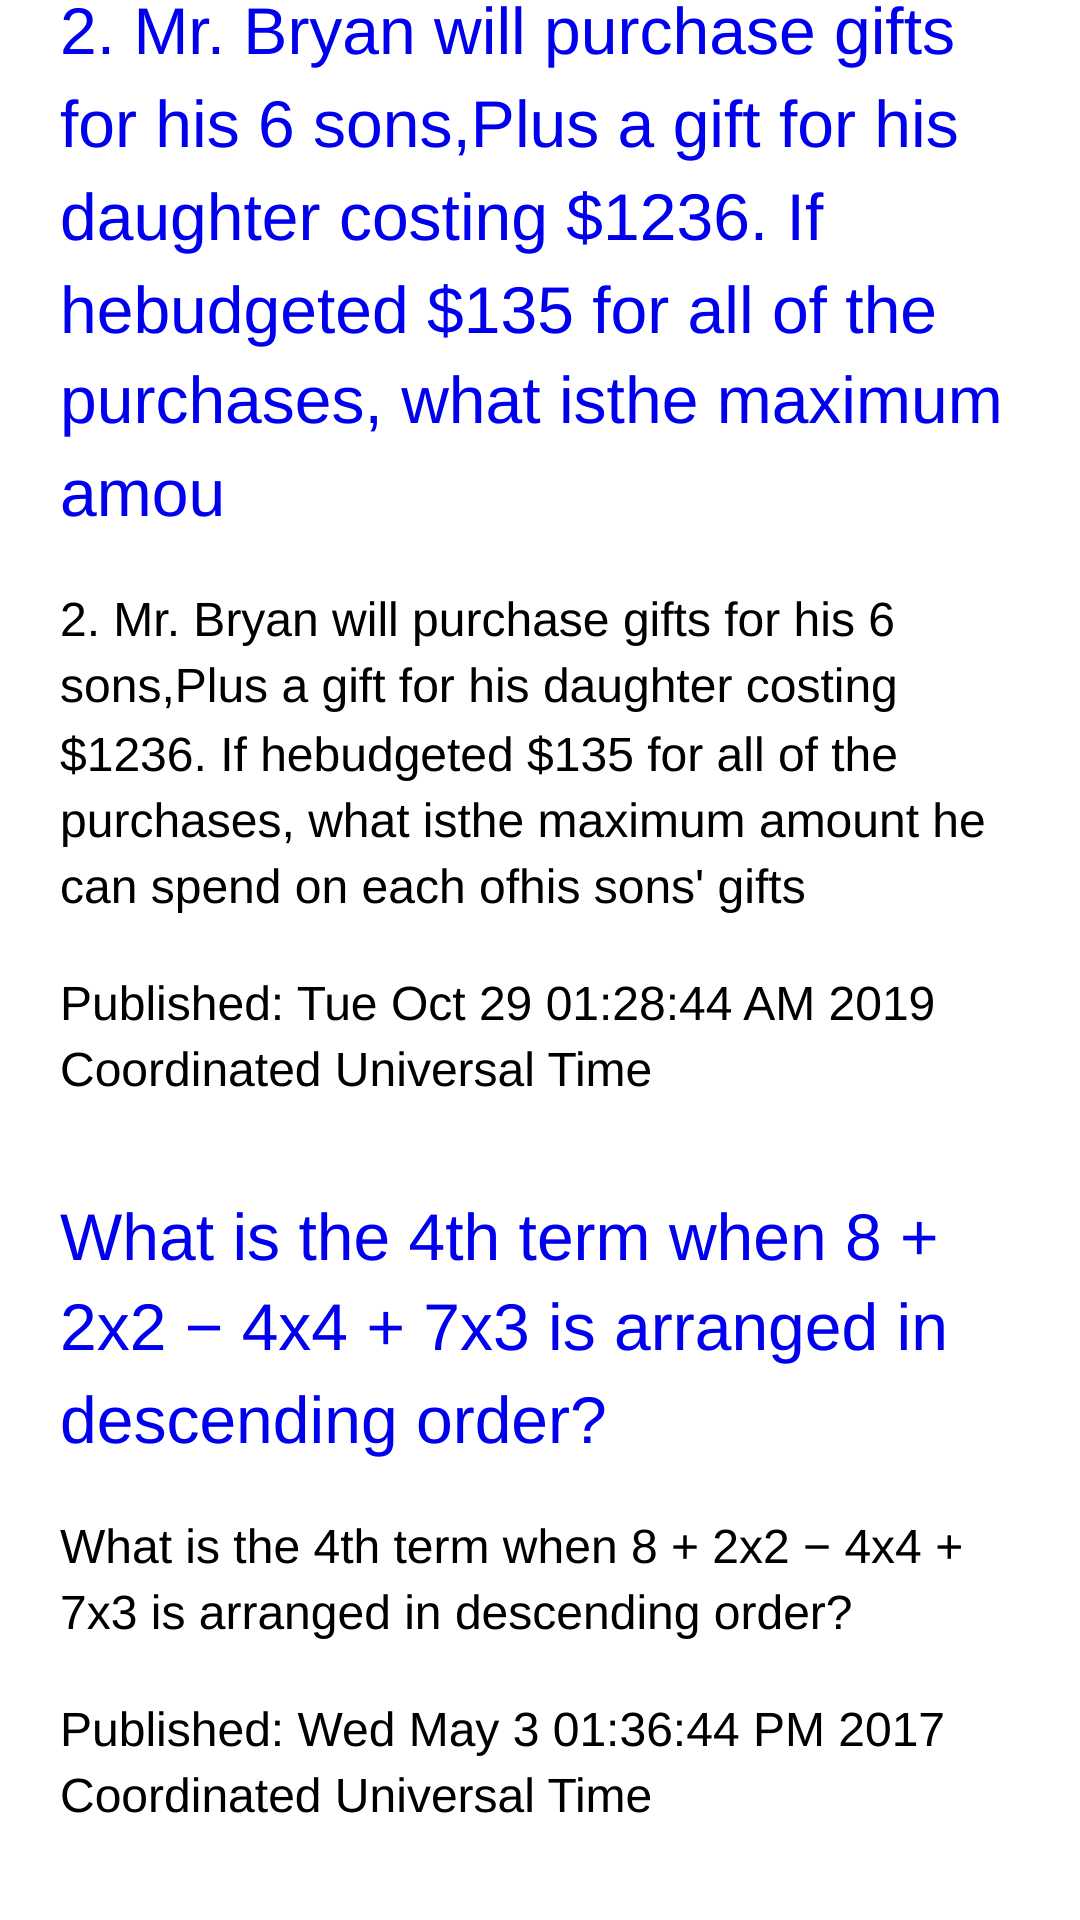 2. Mr. Bryan will purchase gifts
for his 6 sons,Plus a gift for his
daughter costing $1236. If
hebudgeted $135 for all of the
purchases, what isthe maximum
amou
2. Mr. Bryan will purchase gifts for his 6
sons,Plus a gift for his daughter costing
$1236. If hebudgeted $135 for all of the
purchases, what isthe maximum amount he
can spend on each ofhis sons' gifts
Published: Tue Oct 29 01:28:44 AM 2019
Coordinated Universal Time
What is the 4th term when 8 +
2x2 − 4x4 + 7x3 is arranged in
descending order?
What is the 4th term when 8 + 2x2 − 4x4 +
7x3 is arranged in descending order?
Published: Wed May 3 01:36:44 PM 2017
Coordinated Universal Time